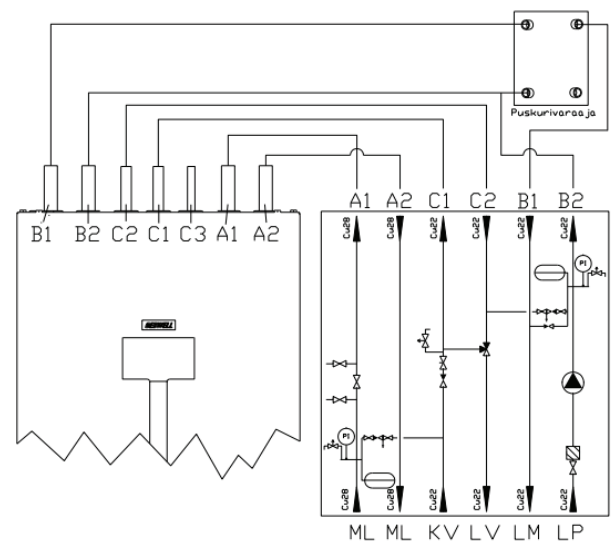 Puskurivaraaja
A1 A2 C1 C2 B1 B2
B1 B2 C2 C1 C3 A1 A2
Cu28 Cu28 Cu22 Cu22 Cu22 Cu22
PI
PI
Cu28 Cu28 Cu22 Cu22 Cu22 Cu22
ML ML KV LV LM LP